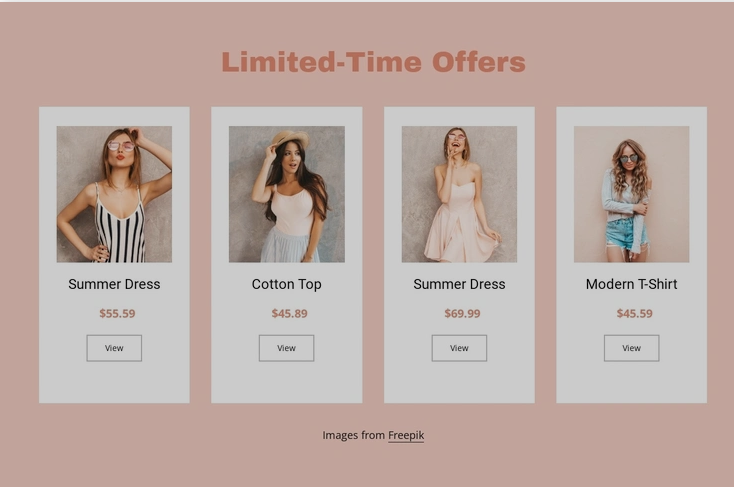 Limited-Time Offers
Summer Dress
$55.59
View
Cotton Top
$45.89
View
Summer Dress
$69.99
View
Modern T-Shirt
$45.59
View
Images from Freepik